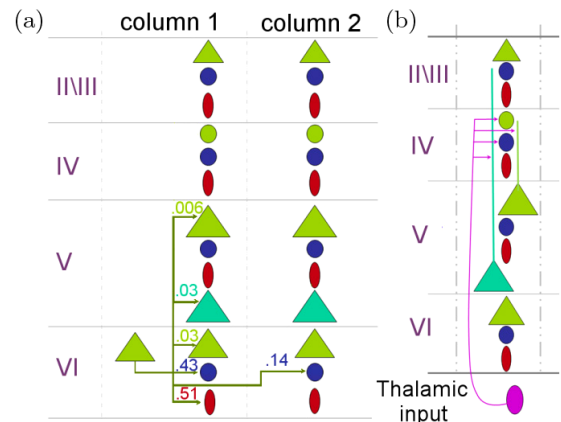 (a)
column 1 column 2
II\III
IV
V
VI
.006
.03
.03
.43
.14
.51
(b)
II\III
IV
V
VI
Thalamic
input